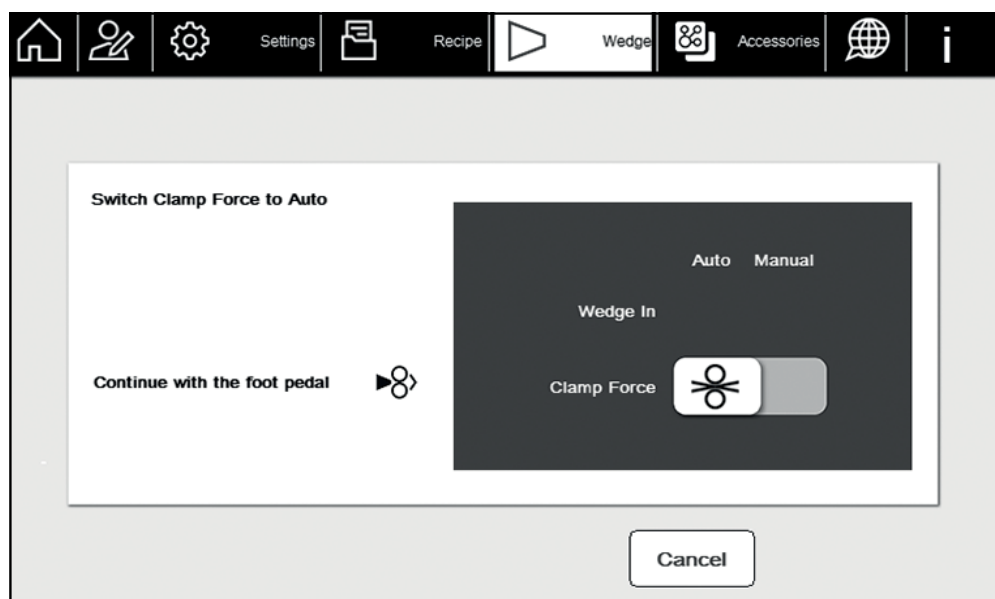 Settings
Recipe
Wedge
Accessories
i
Switch Clamp Force to Auto
Auto Manual
Wedge In
Continue with the foot pedal
Clamp Force
Cancel